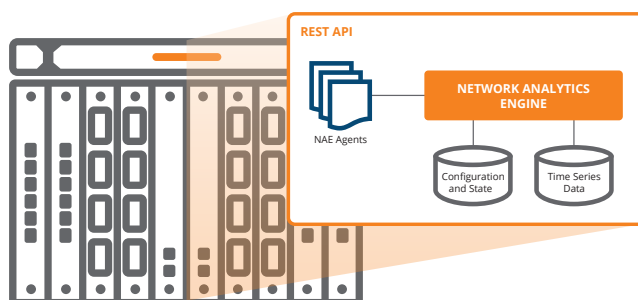 REST API
NETWORK ANALYTICS
ENGINE
NAE Agents
Configuration
and State
Time Series
Data